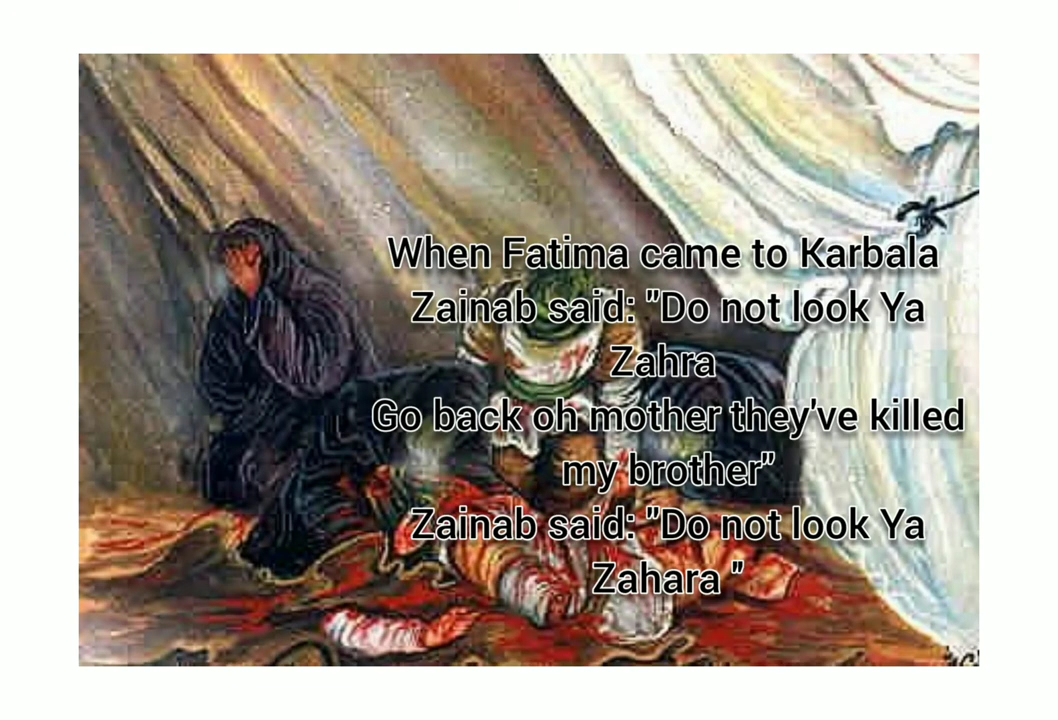 When Fatima came to Karbala
Zainab said: "Do not look Ya
Zahra
Go back oh mother they've killed
my brother"
Zainab said: "Do not look Ya
Zahara "